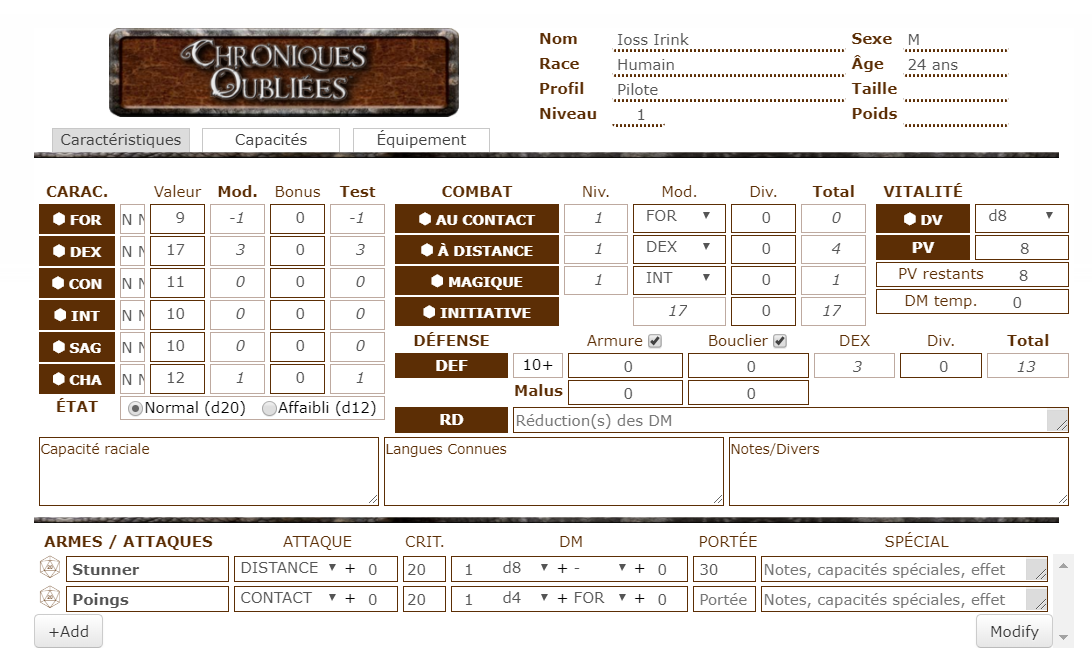 CHRONIQUES
OUBLIÉES
Nom Ioss Irink Sexe M
Race Humain Âge 24 ans
Profil Pilote Taille
Niveau 1 Poids
Caractéristiques Capacités Équipement
CARAC. Valeur Mod. Bonus Test COMBAT Niv. Mod. Div. Total VITALITÉ
FOR N N 9 -1 0 -1 AU CONTACT 1 FOR 0 0 DV d8
DEX N N 17 3 0 3 À DISTANCE 1 DEX 0 4 PV 8
CON N N 11 0 0 0 MAGIQUE 1 INT 0 1 PV restants 8
INT N N 10 0 0 0 INITIATIVE 17 0 17 DM temp. 0
SAG N N 10 0 0 0 DÉFENSE Armure Bouclier DEX Div. Total
DEF 10+ 0 0 3 0 13
CHA N N 12 1 0 1 Malus 0 0
ÉTAT Normal (d20) Affaibli (d12) RD Réduction(s) des DM
Capacité raciale Langues Connues Notes/Divers
ARMES / ATTAQUES ATTAQUE CRIT. DM PORTÉE SPÉCIAL
20 Stunner DISTANCE + 0 20 1 d8 + - + 0 30 Notes, capacités spéciales, effet
20 Poings CONTACT + 0 20 1 d4 + FOR + 0 Portée Notes, capacités spéciales, effet
+Add Modify